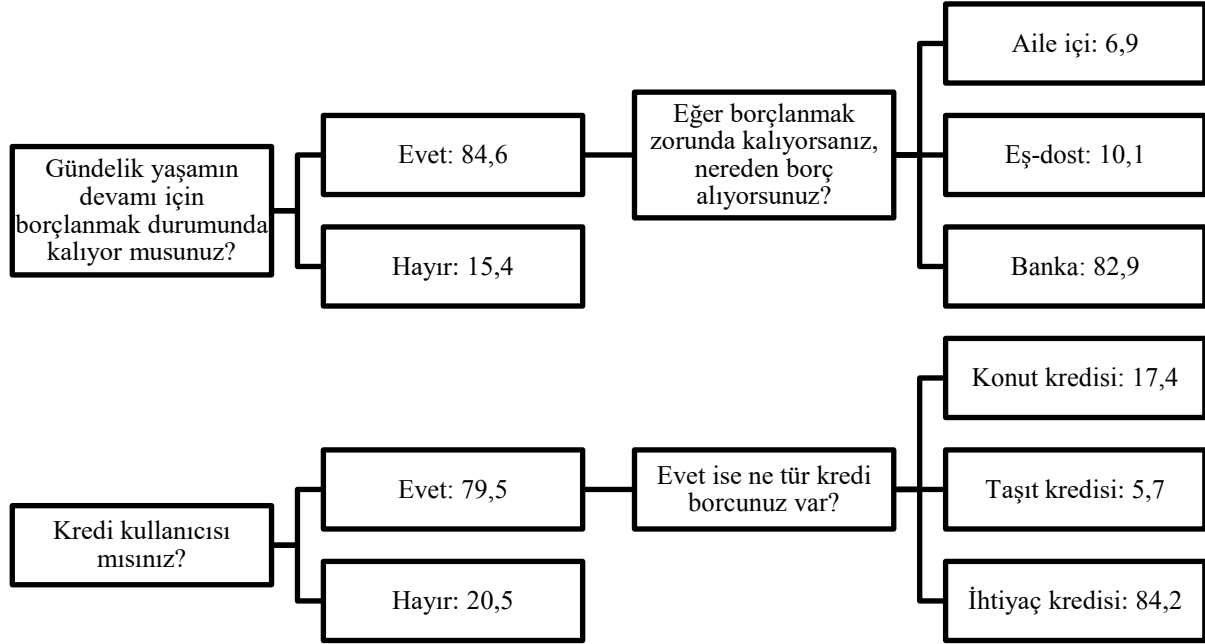 Gündelik yaşamın
devamı için
borçlanmak durumunda
kalıyor musunuz?
Evet: 84,6
Hayır: 15,4
Eğer borçlanmak
zorunda kalıyorsanız,
nereden borç
alıyorsunuz?
Aile içi: 6,9
Eş-dost: 10,1
Banka: 82,9
Kredi kullanıcısı
mısınız?
Evet: 79,5
Hayır: 20,5
Evet ise ne tür kredi
borcunuz var?
Konut kredisi: 17,4
Taşıt kredisi: 5,7
İhtiyaç kredisi: 84,2